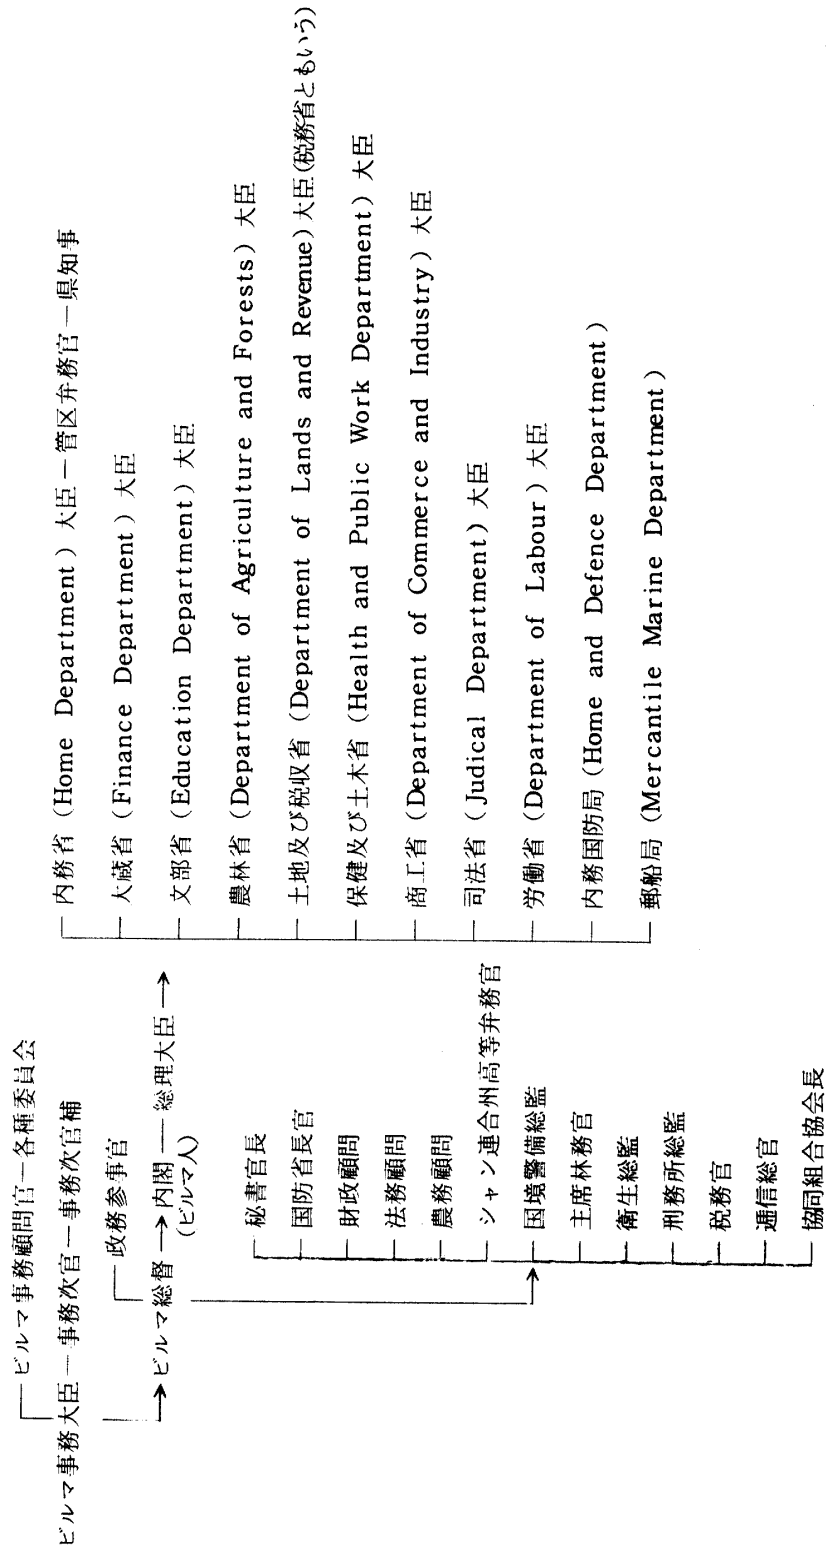 ビルマ事務顧問官―各種委員会
ビルマ事務大臣―事務次官―事務次官補
政務参事官
ビルマ総督→内閣――総理大臣→
(ビルマ人)
内務省(Home Department)大臣―管区弁務官―県知事
大蔵省(Finance Department)大臣
文部省(Education Department)大臣
農林省(Department of Agriculture and Forests)大臣
土地及び税収省(Department of Lands and Revenue)大臣(税務省ともいう)
保健及び土木省(Health and Public Work Department)大臣
商工省(Department of Commerce and Industry)大臣
司法省(Judical Department)大臣
労働省(Department of Labour)大臣
内務国防局(Home and Defence Department)
郵船局(Mercantile Marine Department)
秘書官長
国防省長官
財政顧問
法務顧問
農務顧問
シャン連合州高等弁務官
国境警備総監
主席林務官
衛生総監
刑務所総監
税務官
逓信総官
協同組合協会長